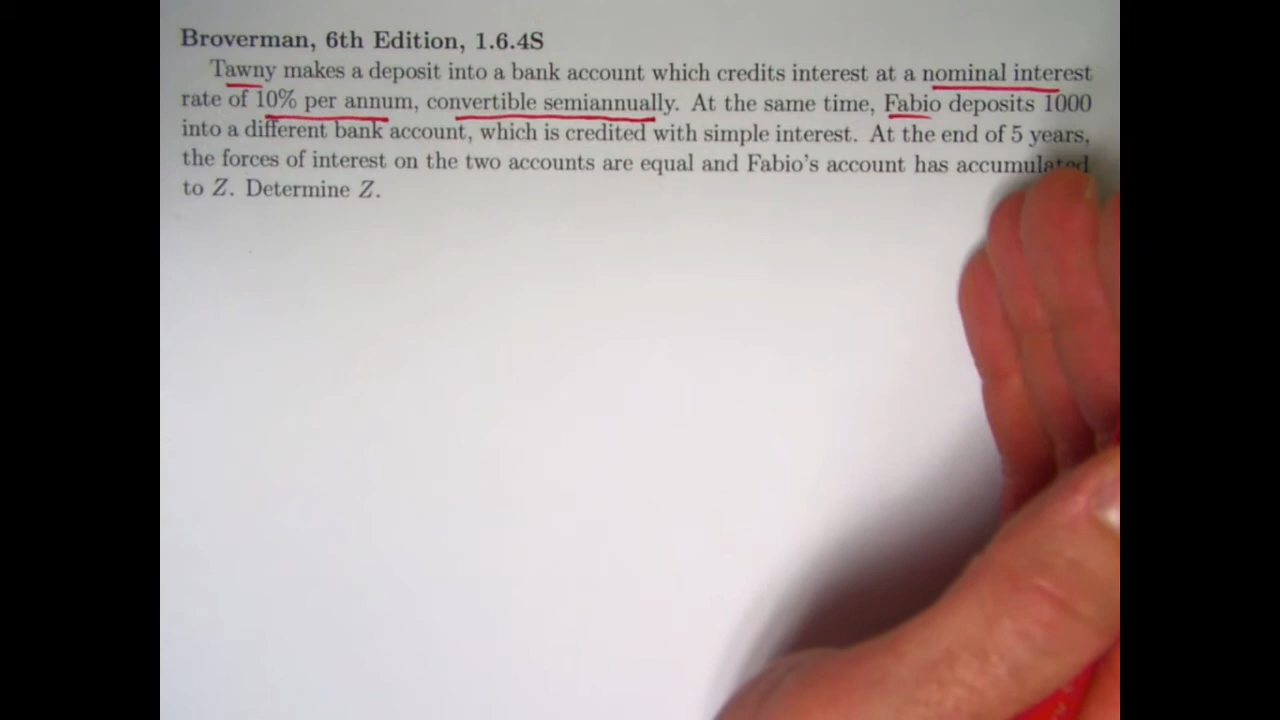 Broverman, 6th Edition, 1.6.4S
Tawny makes a deposit into a bank account which credits interest at a nominal interest
rate of 10% per annum, convertible semiannually. At the same time, Fabio deposits 1000
into a different bank account, which is credited with simple interest. At the end of 5 years,
the forces of interest on the two accounts are equal and Fabio's account has accumulated
to Z. Determine Z.